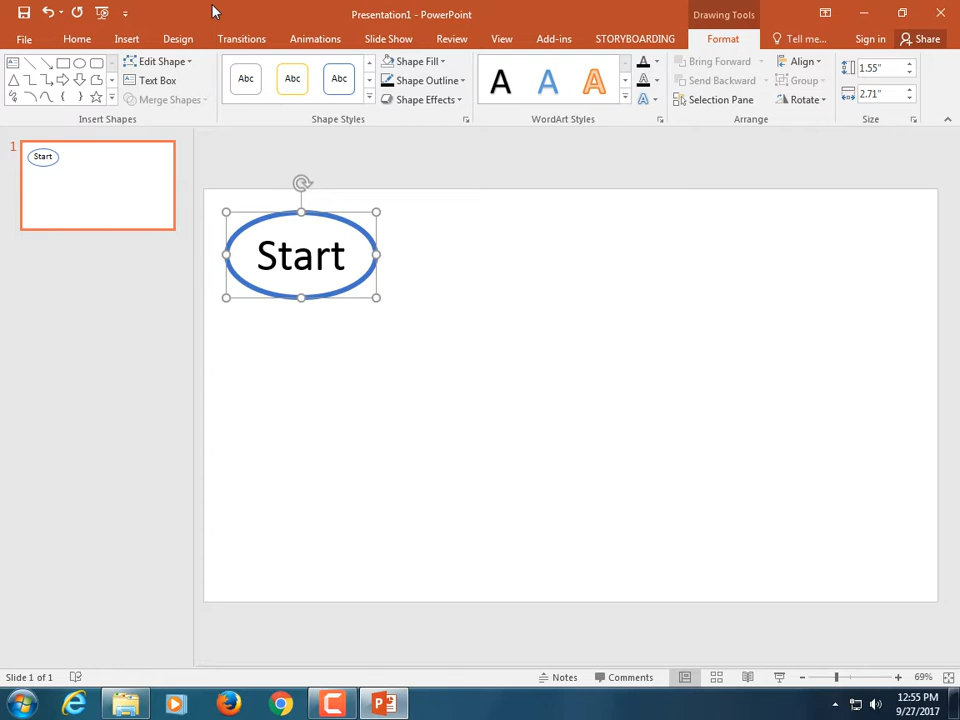 Presentation1 - PowerPoint
Drawing Tools
File Home Insert Design Transitions Animations Slide Show Review View Add-ins STORYBOARDING Format Tell me... Sign in Share
Edit Shape
Text Box
Merge Shapes
Insert Shapes
Abc Abc Abc
Shape Fill
Shape Outline
Shape Effects
Shape Styles
A A A
A
A
A
WordArt Styles
Bring Forward
Send Backward
Selection Pane
Align
Group
Rotate
Arrange
1.55"
2.71"
Size
1
Start
Start
Slide 1 of 1
Notes
Comments
69%
12:55 PM
9/27/2017